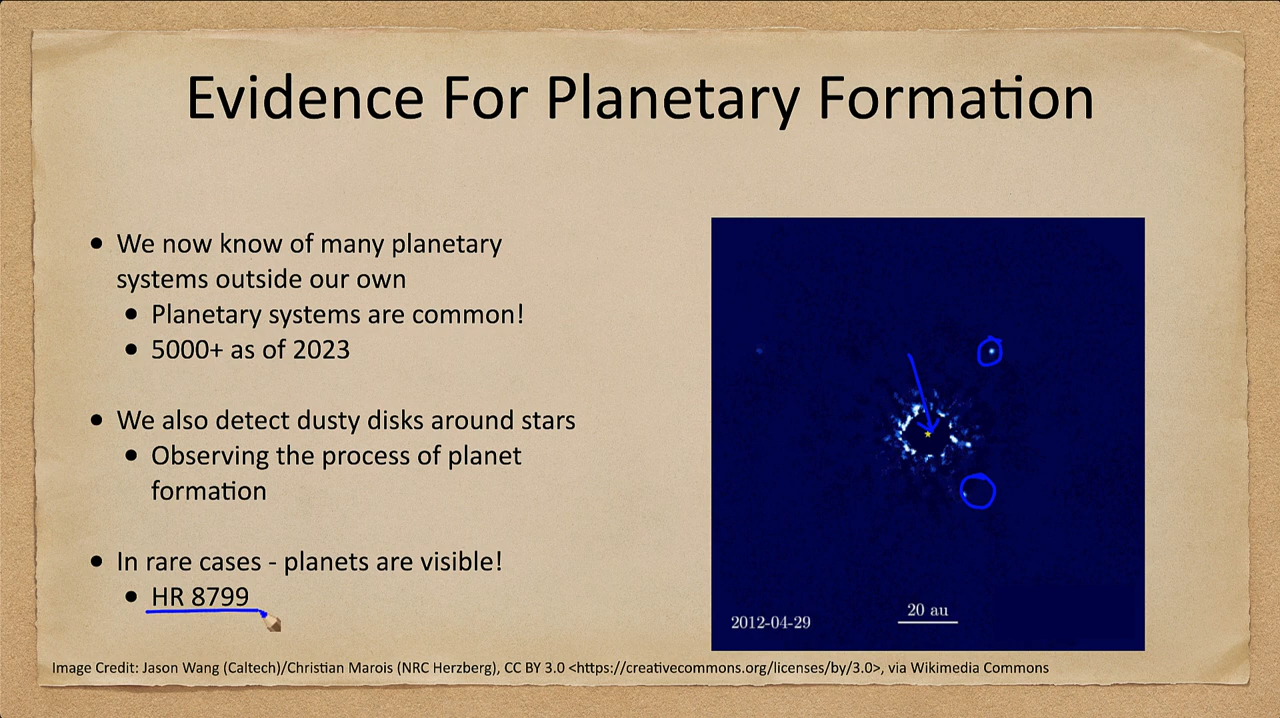 Evidence For Planetary Formation
• We now know of many planetary
systems outside our own
• Planetary systems are common!
• 5000+ as of 2023
• We also detect dusty disks around stars
• Observing the process of planet
formation
• In rare cases - planets are visible!
• HR 8799
20 au
2012-04-29
Image Credit: Jason Wang (Caltech)/Christian Marois (NRC Herzberg), CC BY 3.0 <https://creativecommons.org/licenses/by/3.0>, via Wikimedia Commons